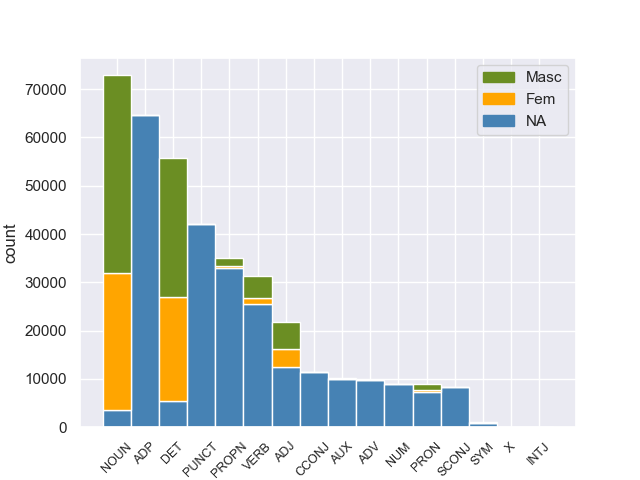 Masc
Fem
NA
70000
60000
50000
40000
30000
20000
10000
0
count
NOUN
ADP
DET
PUNCT
PROPN
VERB
ADJ
CCONJ
AUX
ADV
NUM
PRON
SCONJ
SYM
X
INTJ